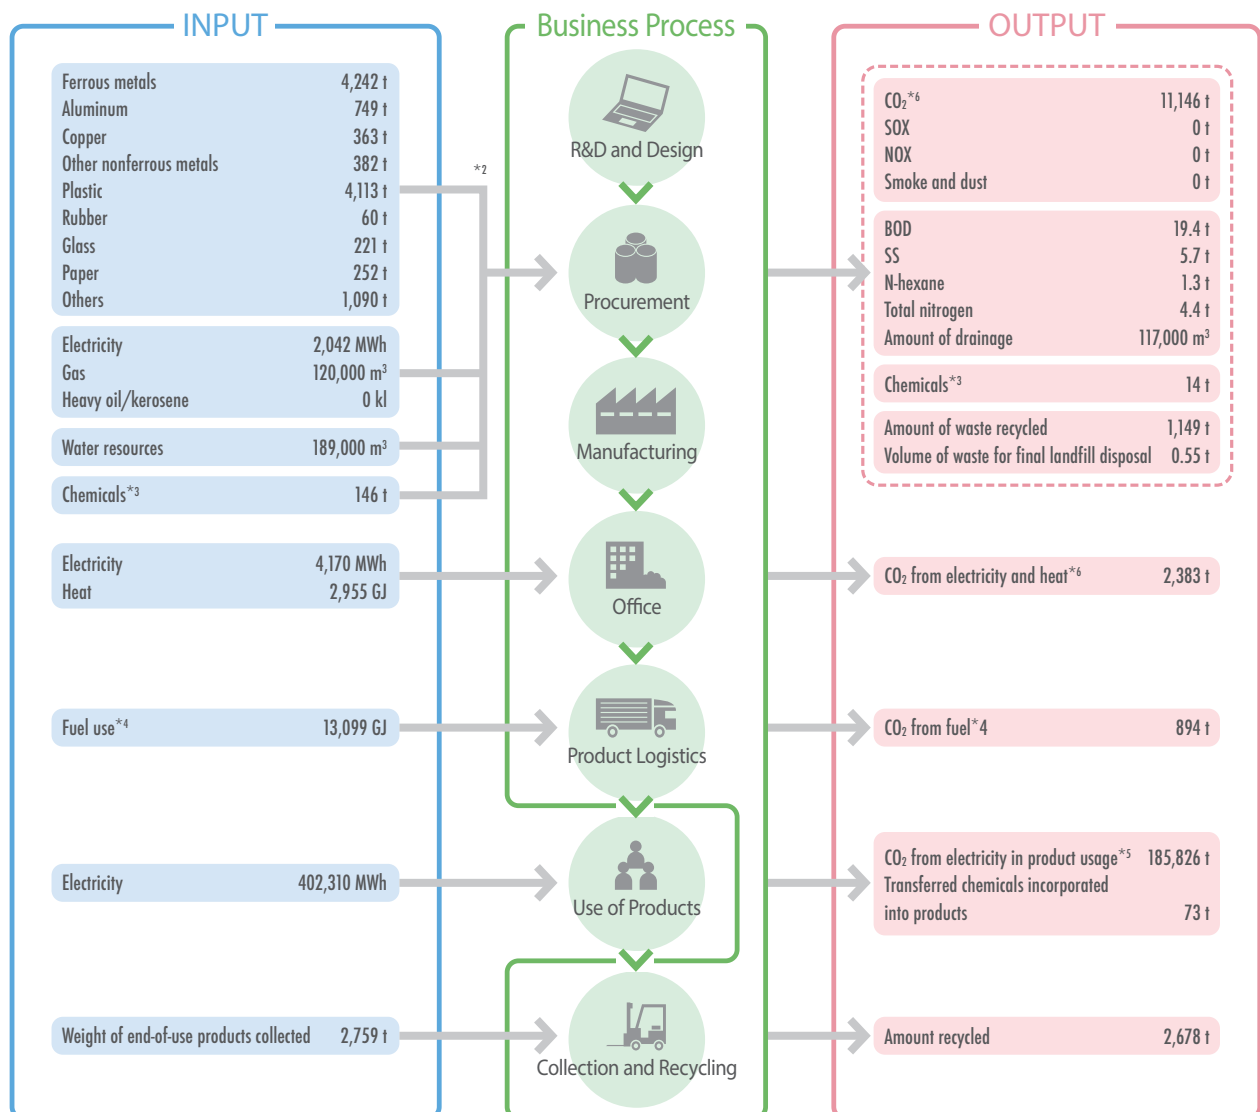 INPUT
Ferrous metals 4,242 t
Aluminum 749 t
Copper 363 t
Other nonferrous metals 382 t
Plastic 4,113 t
Rubber 60 t
Glass 221 t
Paper 252 t
Others 1,090 t
Electricity 2,042 MWh
Gas 120,000 m³
Heavy oil/kerosene 0 kl
Water resources 189,000 m³
Chemicals*³ 146 t
Electricity 4,170 MWh
Heat 2,955 GJ
Fuel use*⁴ 13,099 GJ
Electricity 402,310 MWh
Weight of end-of-use products collected 2,759 t
*²
Business Process
R&D and Design
Procurement
Manufacturing
Office
Product Logistics
Use of Products
Collection and Recycling
OUTPUT
CO₂*⁶ 11,146 t
SOX 0 t
NOX 0 t
Smoke and dust 0 t
BOD 19.4 t
SS 5.7 t
N-hexane 1.3 t
Total nitrogen 4.4 t
Amount of drainage 117,000 m³
Chemicals*³ 14 t
Amount of waste recycled 1,149 t
Volume of waste for final landfill disposal 0.55 t
CO₂ from electricity and heat*⁶ 2,383 t
CO₂ from fuel*4 894 t
CO₂ from electricity in product usage*⁵ 185,826 t
Transferred chemicals incorporated
into products 73 t
Amount recycled 2,678 t